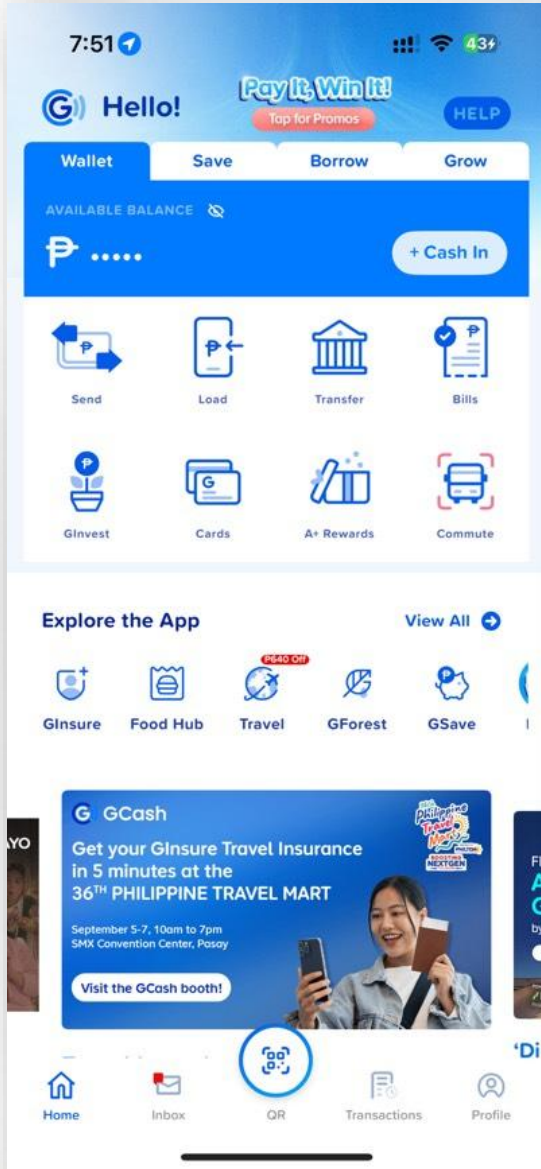 7:51
43
G Hello!
Pay It, Win It!
Tap for Promos
HELP
Wallet Save Borrow Grow
AVAILABLE BALANCE
₱ .....
+ Cash In
Send Load Transfer Bills
GInvest Cards A+ Rewards Commute
Explore the App
View All
₱640 Off
GInsure Food Hub Travel GForest GSave
G GCash
Philippine
Travel
Mart
BOOSTING
NEXTGEN
Get your GInsure Travel Insurance
in 5 minutes at the
36TH PHILIPPINE TRAVEL MART
September 5-7, 10am to 7pm
SMX Convention Center, Pasay
Visit the GCash booth!
YO
'Di
Home Inbox QR Transactions Profile